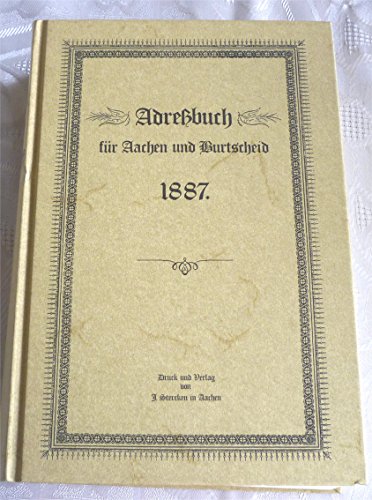 Adreßbuch
für Aachen und Burtscheid
1887.
Druck und Verlag
von
J. Stercken in Aachen